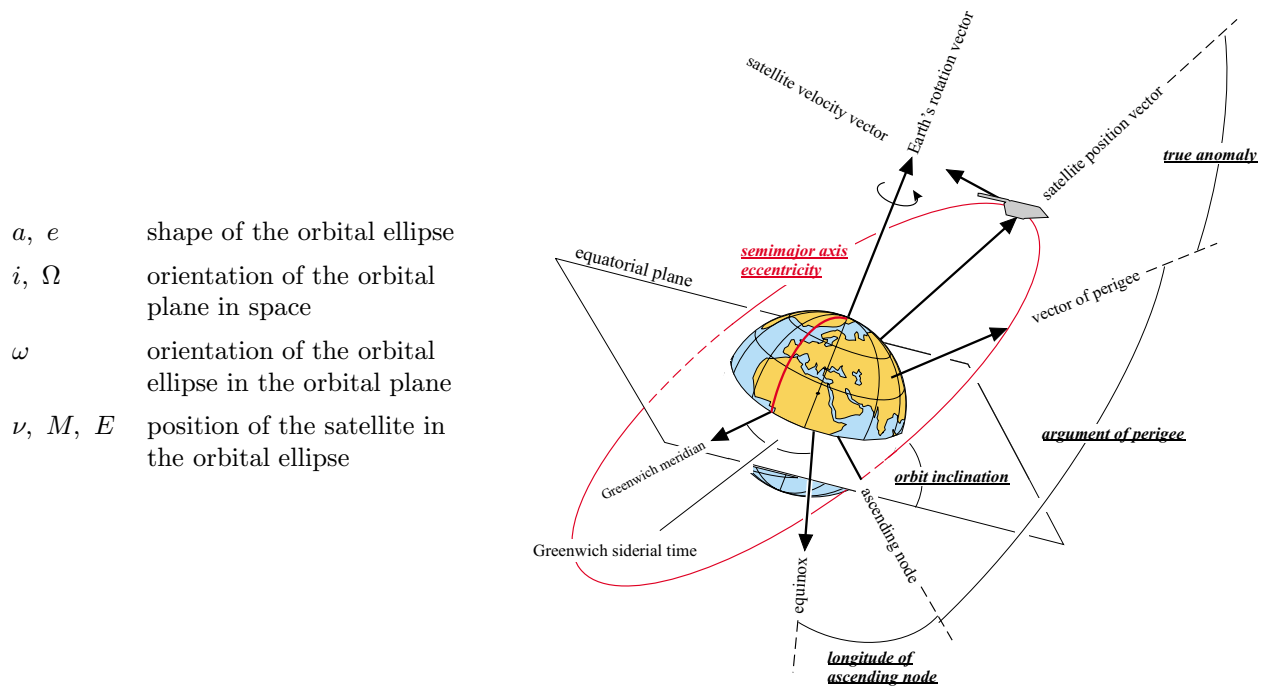 a, e shape of the orbital ellipse
i, Ω orientation of the orbital
plane in space
ω orientation of the orbital
ellipse in the orbital plane
ν, M, E position of the satellite in
the orbital ellipse
satellite velocity vector
Earth's rotation vector
satellite position vector
true anomaly
semimajor axis
eccentricity
equatorial plane
vector of perigee
argument of perigee
Greenwich meridian
orbit inclination
ascending node
Greenwich siderial time
equinox
longitude of
ascending node